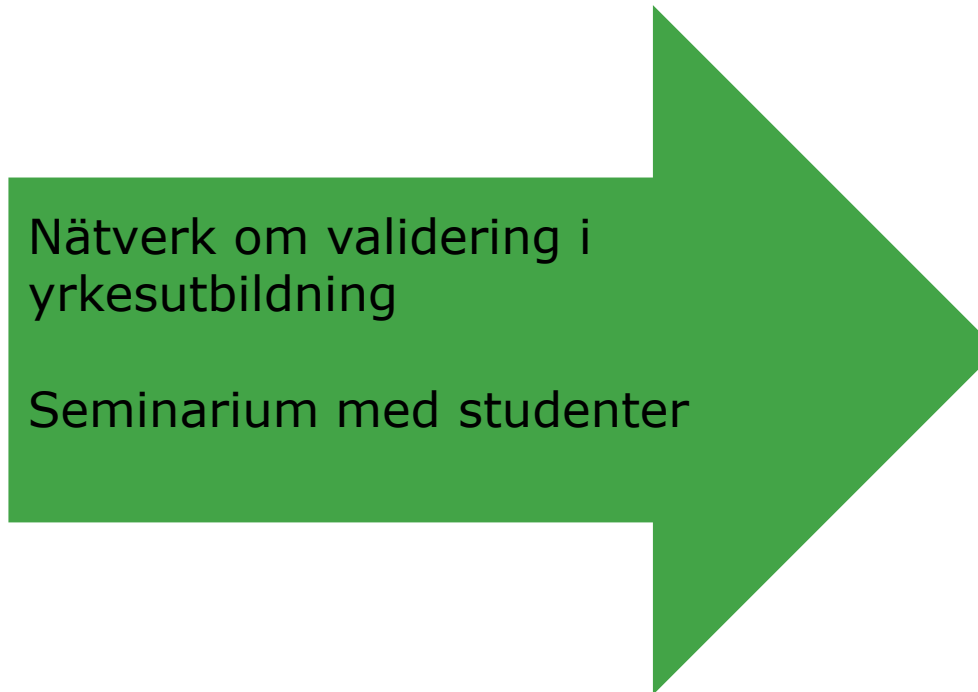 Nätverk om validering i
yrkesutbildning
Seminarium med studenter